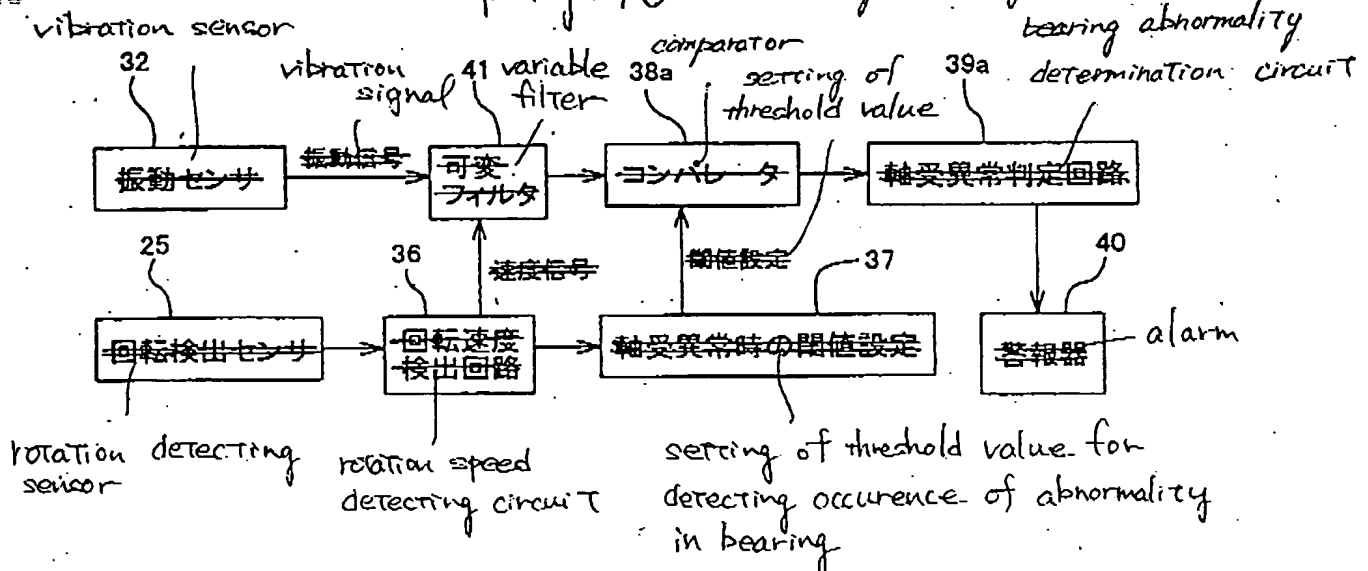 vibration sensor
bearing abnormality
determination circuit
comparator
32
vibration
signal
41
variable
filter
38a
setting of
threshold value
39a
振動センサ
振動信号
可変
フィルタ
コンパレータ
軸受異常判定回路
25
36
速度信号
閾値設定
37
40
回転検出センサ
回転速度
検出回路
軸受異常時の閾値設定
警報器
alarm
rotation detecting
sensor
rotation speed
detecting circuit
setting of threshold value for
detecting occurence of abnormality
in bearing